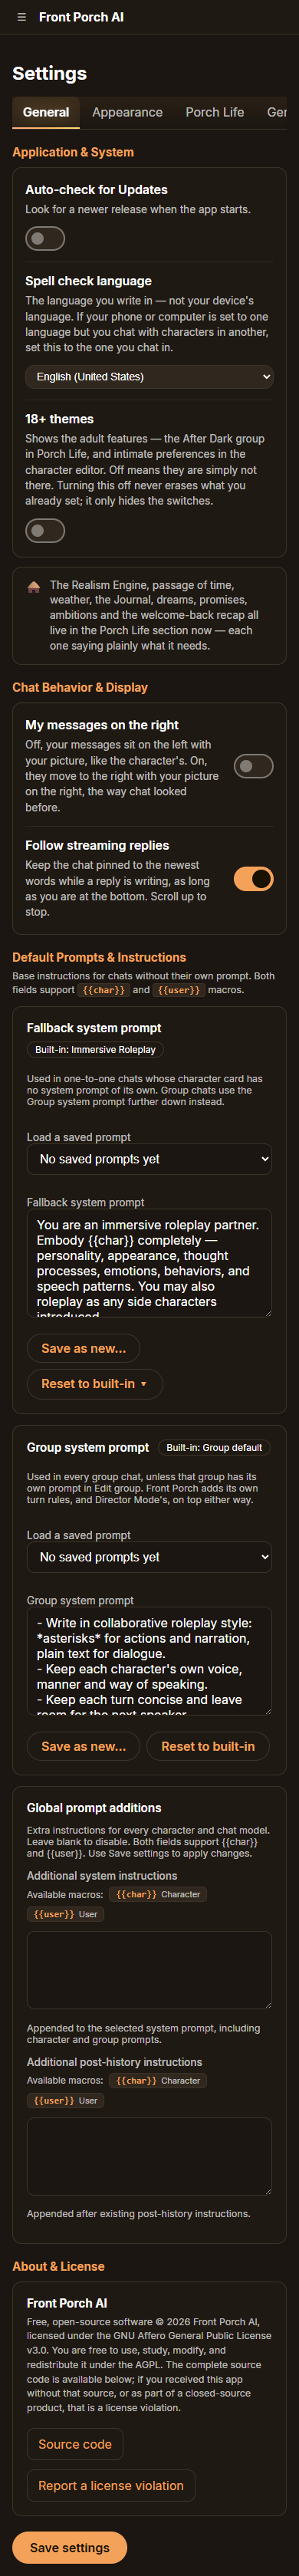 ☰ Front Porch AI
Settings
General Appearance Porch Life Ger
Application & System
Auto-check for Updates
Look for a newer release when the app starts.
Spell check language
The language you write in — not your device's
language. If your phone or computer is set to one
language but you chat with characters in another,
set this to the one you chat in.
English (United States)
18+ themes
Shows the adult features — the After Dark group
in Porch Life, and intimate preferences in the
character editor. Off means they are simply not
there. Turning this off never erases what you
already set; it only hides the switches.
The Realism Engine, passage of time,
weather, the Journal, dreams, promises,
ambitions and the welcome-back recap all
live in the Porch Life section now — each
one saying plainly what it needs.
Chat Behavior & Display
My messages on the right
Off, your messages sit on the left with
your picture, like the character's. On,
they move to the right with your picture
on the right, the way chat looked
before.
Follow streaming replies
Keep the chat pinned to the newest
words while a reply is writing, as long
as you are at the bottom. Scroll up to
stop.
Default Prompts & Instructions
Base instructions for chats without their own prompt. Both
fields support {{char}} and {{user}} macros.
Fallback system prompt
Built-in: Immersive Roleplay
Used in one-to-one chats whose character card has
no system prompt of its own. Group chats use the
Group system prompt further down instead.
Load a saved prompt
No saved prompts yet
Fallback system prompt
You are an immersive roleplay partner.
Embody {{char}} completely —
personality, appearance, thought
processes, emotions, behaviors, and
speech patterns. You may also
roleplay as any side characters
introduced
Save as new...
Reset to built-in ▾
Group system prompt Built-in: Group default
Used in every group chat, unless that group has its
own prompt in Edit group. Front Porch adds its own
turn rules, and Director Mode's, on top either way.
Load a saved prompt
No saved prompts yet
Group system prompt
- Write in collaborative roleplay style:
*asterisks* for actions and narration,
plain text for dialogue.
- Keep each character's own voice,
manner and way of speaking.
- Keep each turn concise and leave
room for the next speaker
Save as new... Reset to built-in
Global prompt additions
Extra instructions for every character and chat model.
Leave blank to disable. Both fields support {{char}}
and {{user}}. Use Save settings to apply changes.
Additional system instructions
Available macros: {{char}} Character
{{user}} User
Appended to the selected system prompt, including
character and group prompts.
Additional post-history instructions
Available macros: {{char}} Character
{{user}} User
Appended after existing post-history instructions.
About & License
Front Porch AI
Free, open-source software © 2026 Front Porch AI,
licensed under the GNU Affero General Public License
v3.0. You are free to use, study, modify, and
redistribute it under the AGPL. The complete source
code is available below; if you received this app
without that source, or as part of a closed-source
product, that is a license violation.
Source code
Report a license violation
Save settings